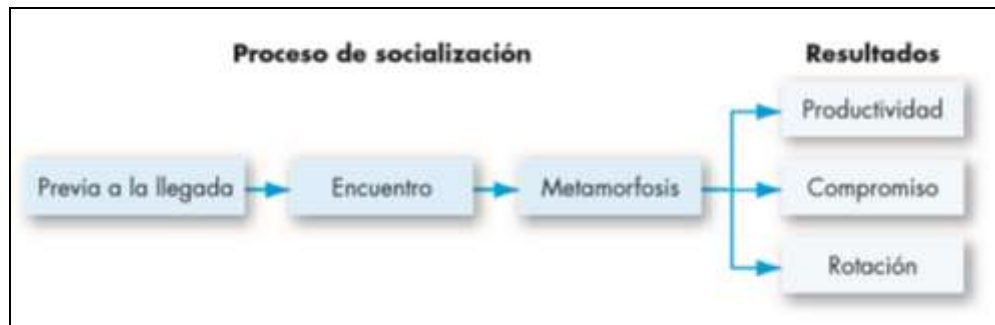 Proceso de socialización
Resultados
Previa a la llegada
Encuentro
Metamorfosis
Productividad
Compromiso
Rotación